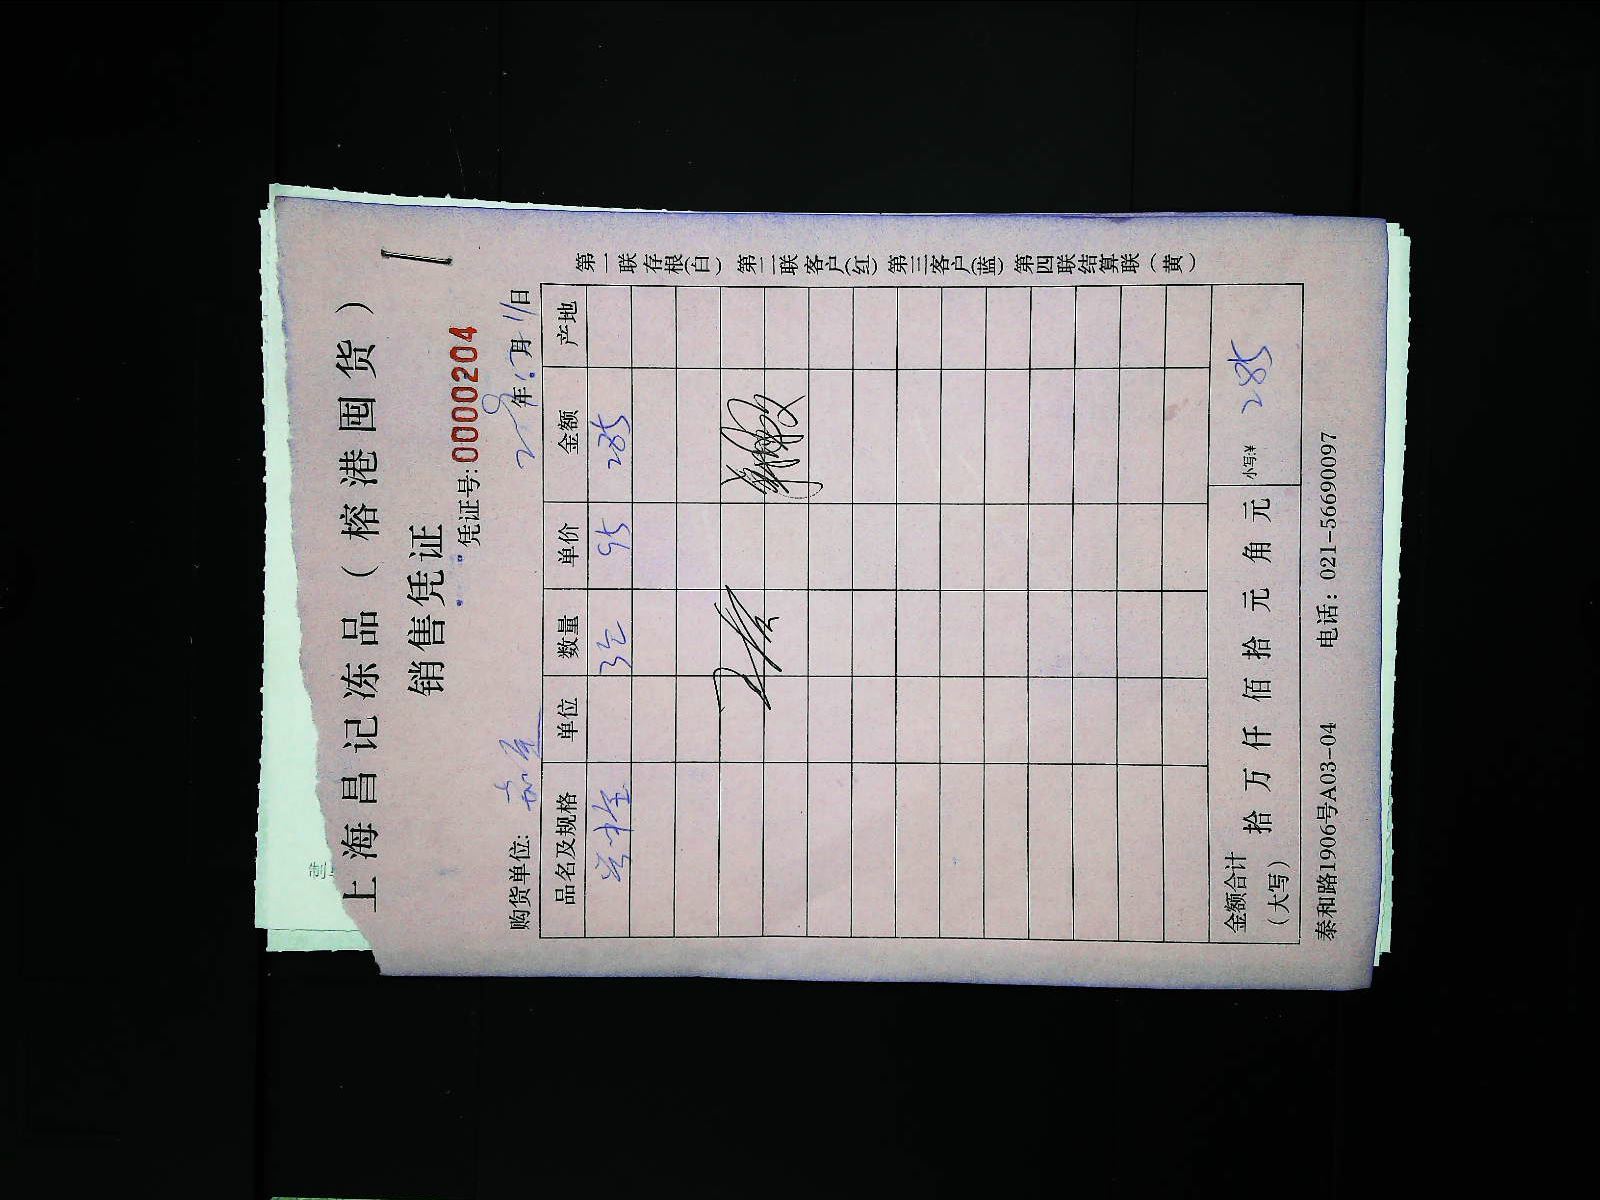 上海昌记冻品（榕港囤货）
销售凭证
凭证号:0000204
购货单位:
年 月 11日
品名及规格 单位 数量 单价 金额 产地
3 95 285
金额合计（大写） 拾 万 仟 佰 拾 元 角 元 小写:¥ 285
泰和路1906号A03-04 电话: 021-56690097
第一联存根(白) 第二联客户(红) 第三客户(蓝) 第四联结算联（黄）